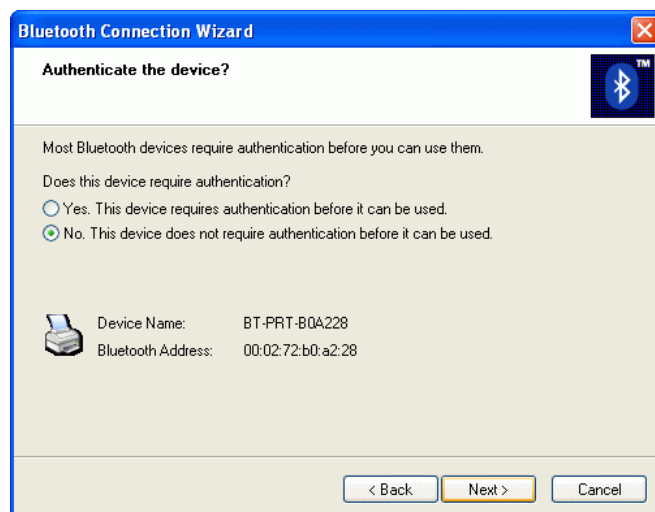 Bluetooth Connection Wizard
Authenticate the device?
TM
Most Bluetooth devices require authentication before you can use them.
Does this device require authentication?
Yes. This device requires authentication before it can be used.
No. This device does not require authentication before it can be used.
Device Name: BT-PRT-B0A228
Bluetooth Address: 00:02:72:b0:a2:28
< Back Next > Cancel